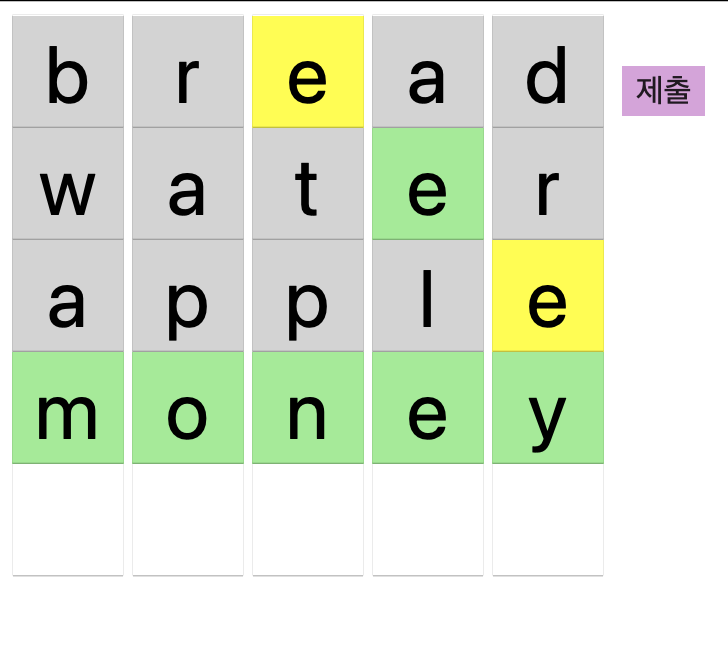 b r e a d
제출
w a t e r
a p p l e
m o n e y